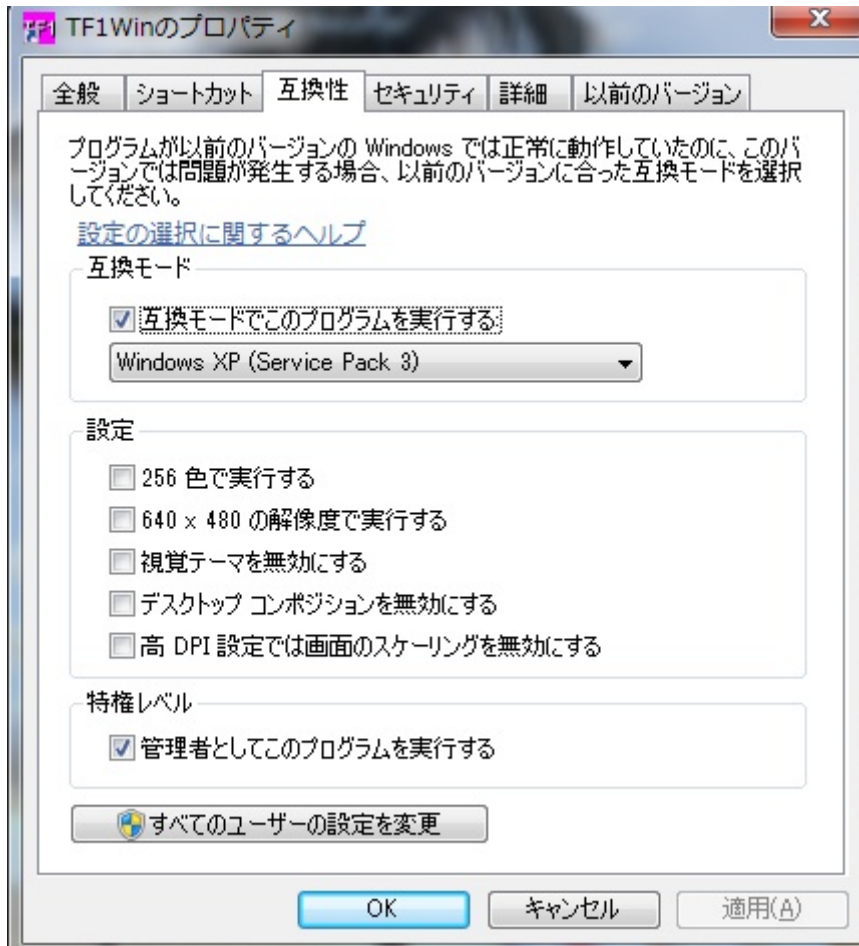 TF1 TF1Winのプロパティ
全般 ショートカット 互換性 セキュリティ 詳細 以前のバージョン
プログラムが以前のバージョンの Windows では正常に動作していたのに、このバ
ージョンでは問題が発生する場合、以前のバージョンに合った互換モードを選択
してください。
設定の選択に関するヘルプ
互換モード
互換モードでこのプログラムを実行する
Windows XP (Service Pack 3)
設定
256 色で実行する
640 x 480 の解像度で実行する
視覚テーマを無効にする
デスクトップ コンポジションを無効にする
高 DPI 設定では画面のスケーリングを無効にする
特権レベル
管理者としてこのプログラムを実行する
すべてのユーザーの設定を変更
OK キャンセル 適用(A)